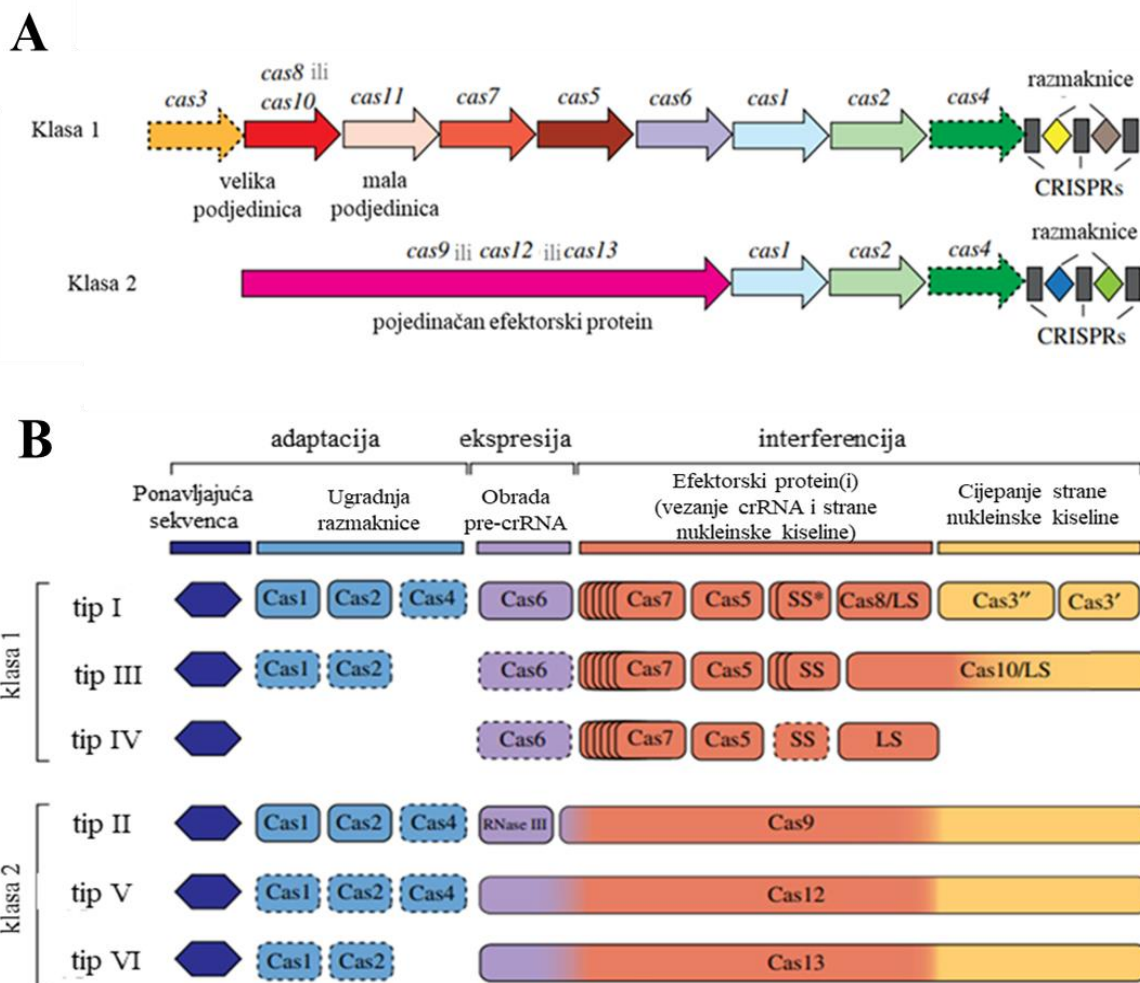 A
Klasa 1
cas3
cas8 ili
cas10
cas11
cas7
cas5
cas6
cas1
cas2
cas4
razmaknice
velika
podjedinica
mala
podjedinica
CRISPRs
Klasa 2
cas9 ili cas12 ili cas13
cas1
cas2
cas4
razmaknice
pojedinačan efektorski protein
CRISPRs
B
adaptacija
ekspresija
interferencija
Ponavljajuća
sekvenca
Ugradnja
razmaknice
Obrada
pre-crRNA
Efektorski protein(i)
(vezanje crRNA i strane
nukleinske kiseline)
Cijepanje strane
nukleinske kiseline
klasa 1
tip I
Cas1 Cas2 Cas4 Cas6 Cas7 Cas5 SS* Cas8/LS Cas3″ Cas3′
tip III
Cas1 Cas2 Cas6 Cas7 Cas5 SS Cas10/LS
tip IV
Cas6 Cas7 Cas5 SS LS
klasa 2
tip II
Cas1 Cas2 Cas4 RNase III Cas9
tip V
Cas1 Cas2 Cas4 Cas12
tip VI
Cas1 Cas2 Cas13